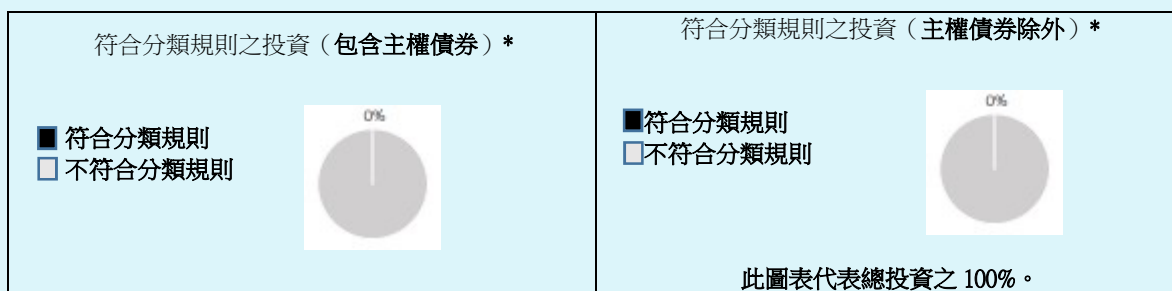 符合分類規則之投資（包含主權債券）*
符合分類規則
不符合分類規則
0%
符合分類規則之投資（主權債券除外）*
符合分類規則
不符合分類規則
0%
此圖表代表總投資之 100%。